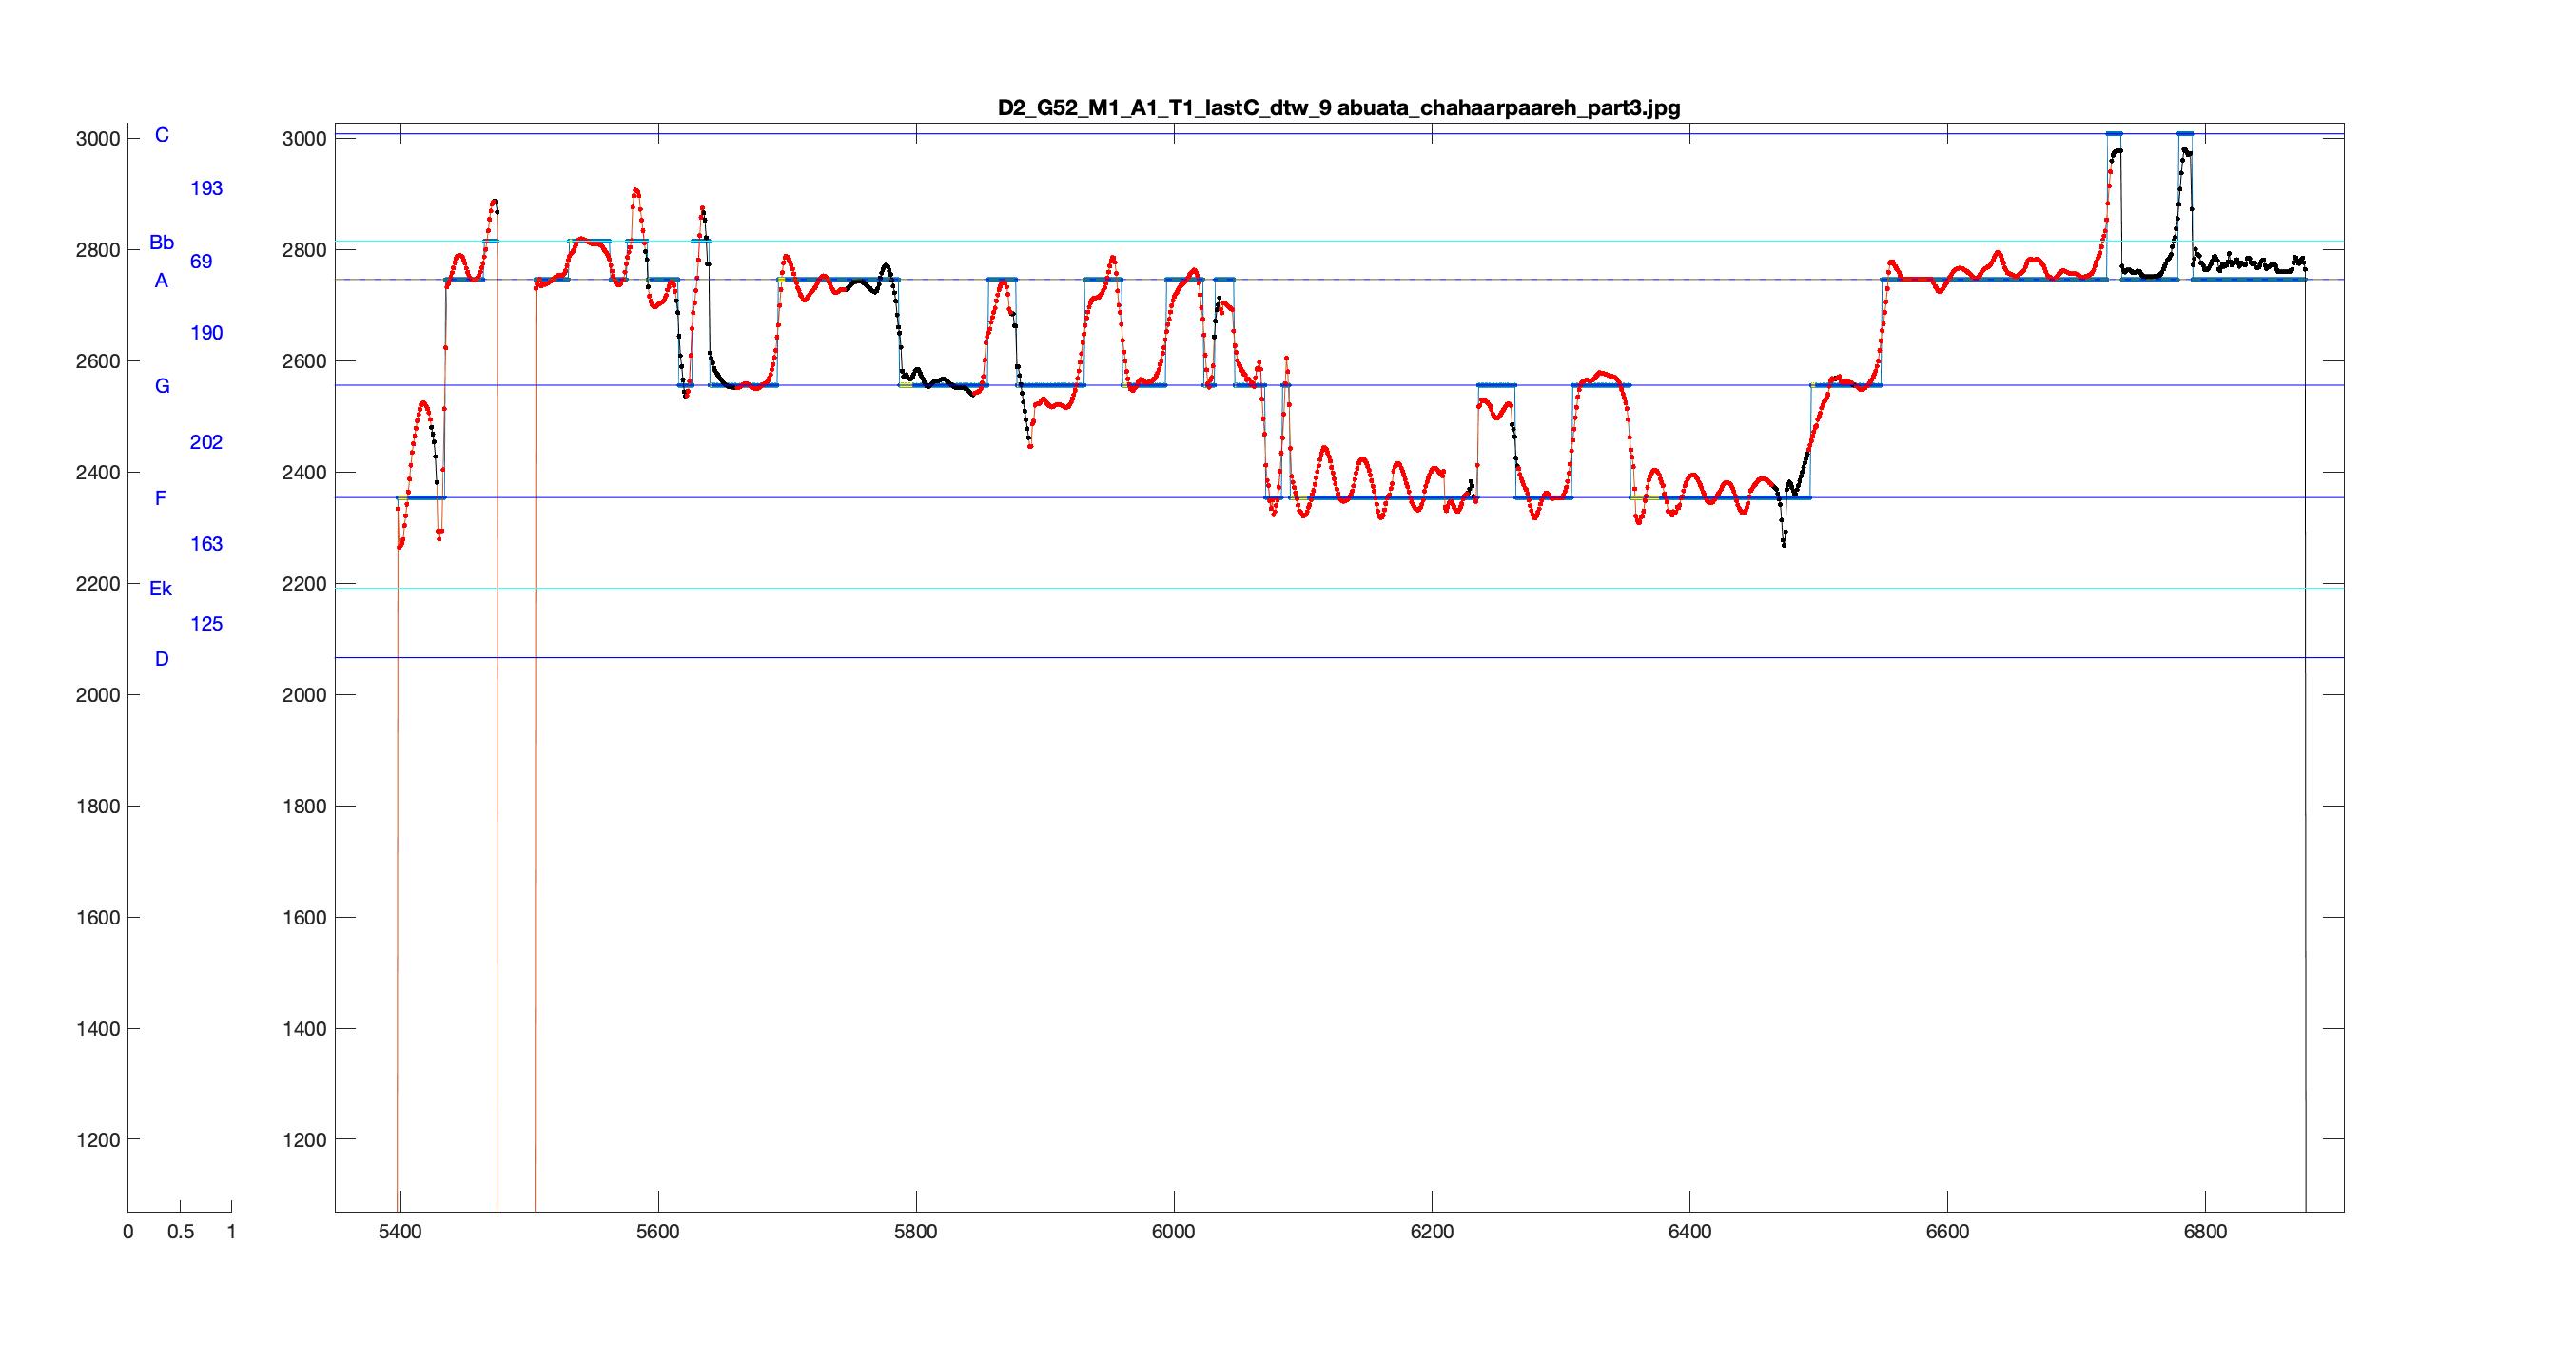 D2_G52_M1_A1_T1_lastC_dtw_9 abuata_chahaarpaareh_part3.jpg
3000 C 3000
193
2800 Bb 2800
69
A
190
2600 2600
G
202
2400 2400
F
163
2200 Ek 2200
125
D
2000 2000
1800 1800
1600 1600
1400 1400
1200 1200
0 0.5 1 5400 5600 5800 6000 6200 6400 6600 6800